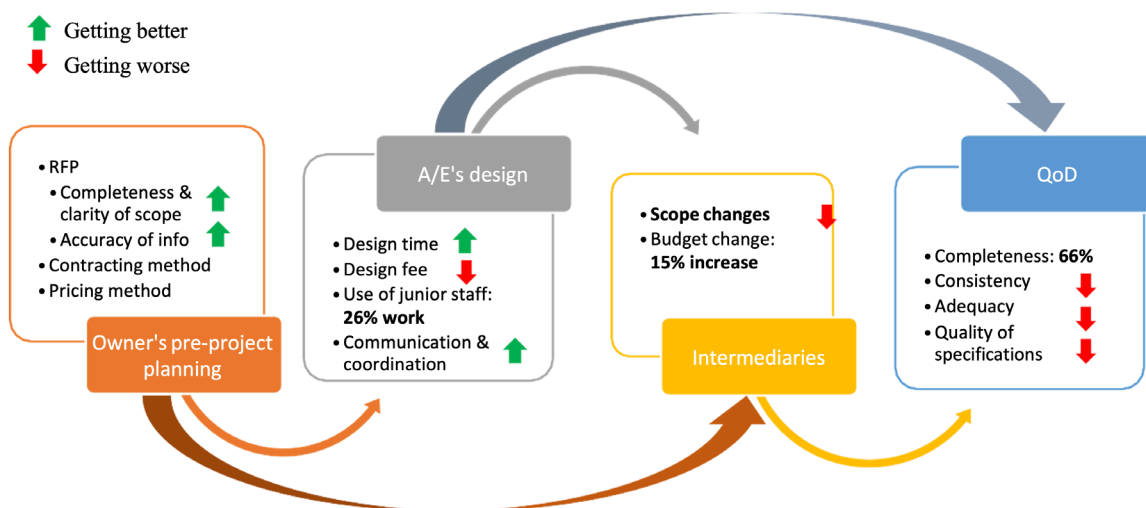 Getting better
Getting worse
• RFP
• Completeness &
clarity of scope
• Accuracy of info
• Contracting method
• Pricing method
Owner's pre-project
planning
A/E's design
• Design time
• Design fee
• Use of junior staff:
26% work
• Communication &
coordination
• Scope changes
• Budget change:
15% increase
Intermediaries
QoD
• Completeness: 66%
• Consistency
• Adequacy
• Quality of
specifications